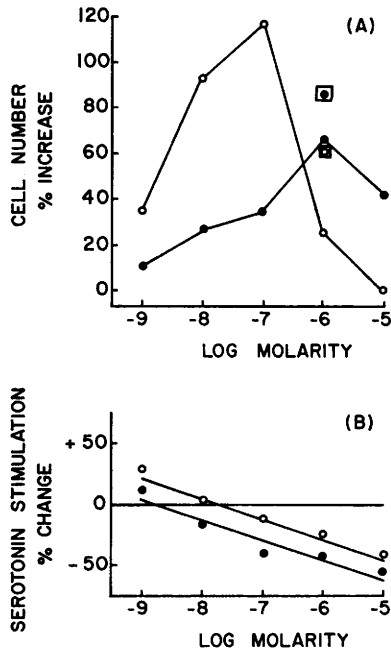 (A)
CELL NUMBER
% INCREASE
120
100
80
60
40
20
0
-9 -8 -7 -6 -5
LOG MOLARITY
(B)
SEROTONIN STIMULATION
% CHANGE
+ 50
0
- 50
-9 -8 -7 -6 -5
LOG MOLARITY